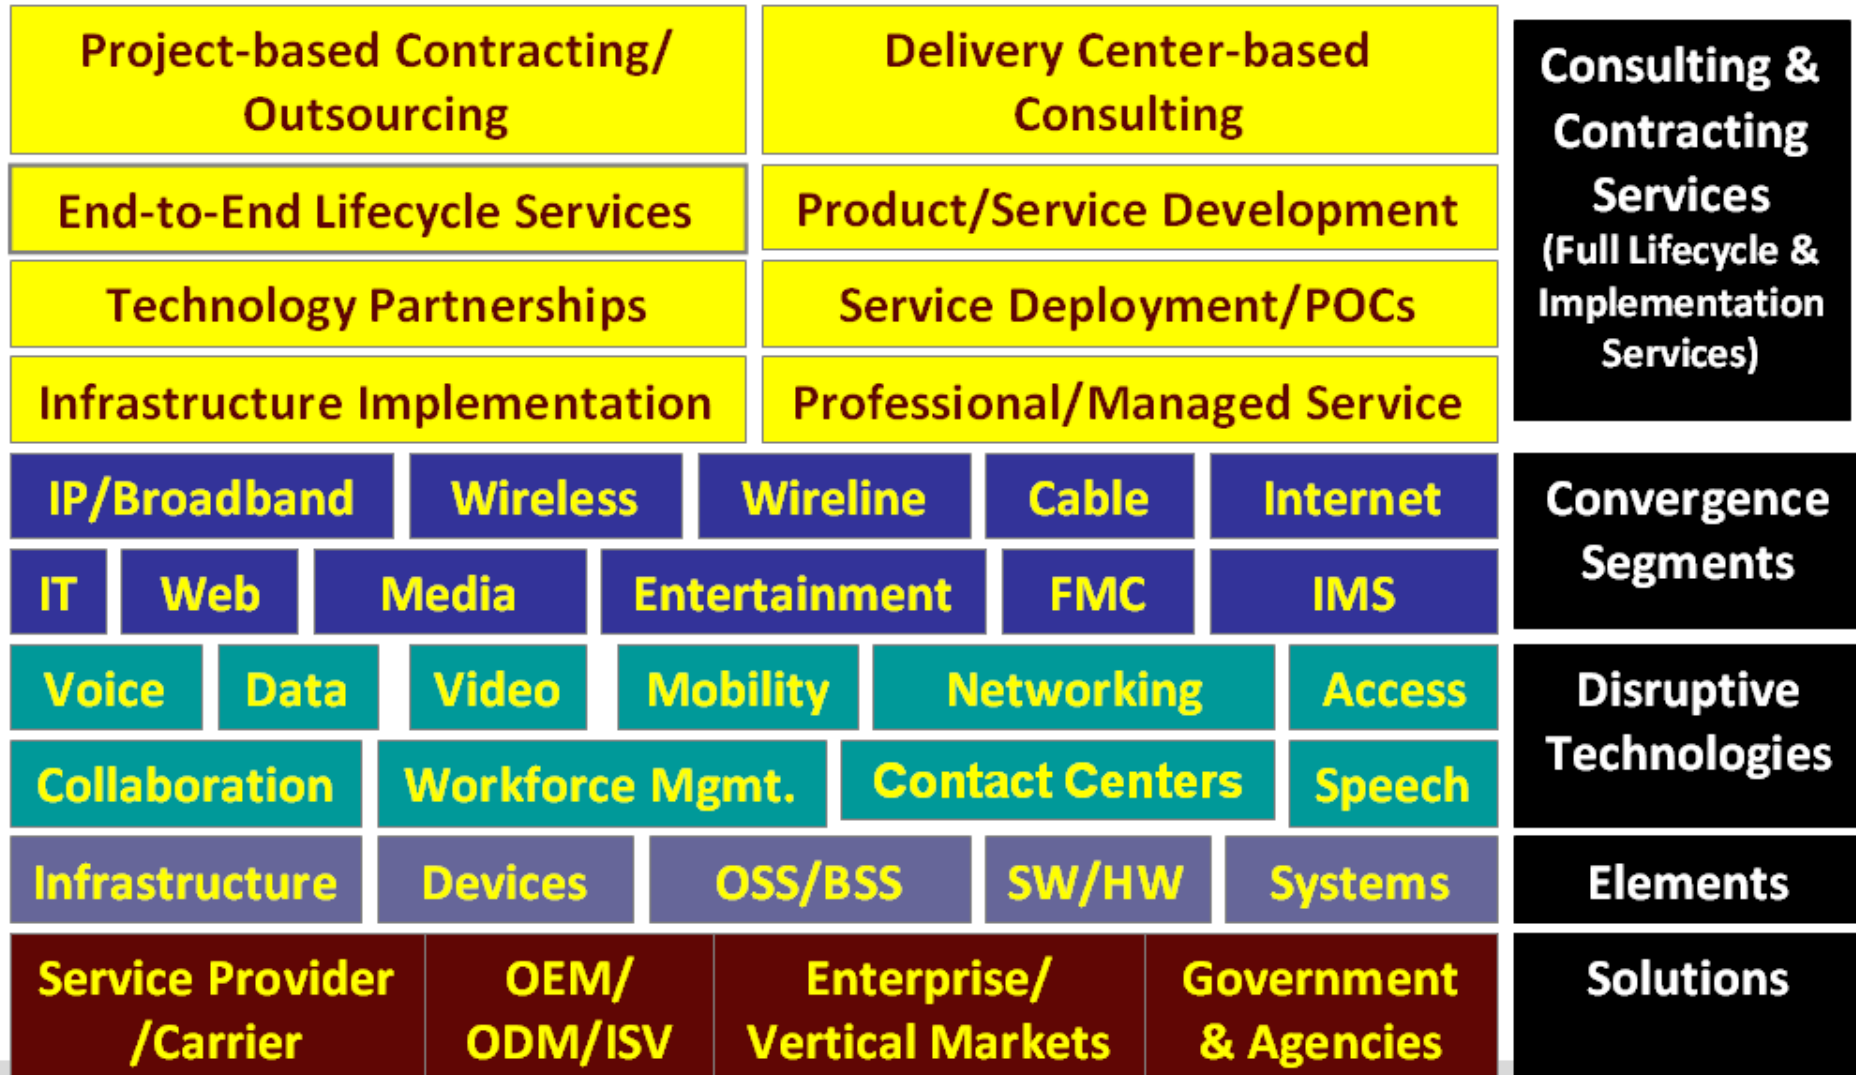 Project-based Contracting/
Outsourcing
Delivery Center-based
Consulting
End-to-End Lifecycle Services
Product/Service Development
Technology Partnerships
Service Deployment/POCs
Infrastructure Implementation
Professional/Managed Service
Consulting &
Contracting
Services
(Full Lifecycle &
Implementation
Services)
IP/Broadband
Wireless
Wireline
Cable
Internet
IT
Web
Media
Entertainment
FMC
IMS
Convergence
Segments
Voice
Data
Video
Mobility
Networking
Access
Collaboration
Workforce Mgmt.
Contact Centers
Speech
Disruptive
Technologies
Infrastructure
Devices
OSS/BSS
SW/HW
Systems
Elements
Service Provider
/Carrier
OEM/
ODM/ISV
Enterprise/
Vertical Markets
Government
& Agencies
Solutions